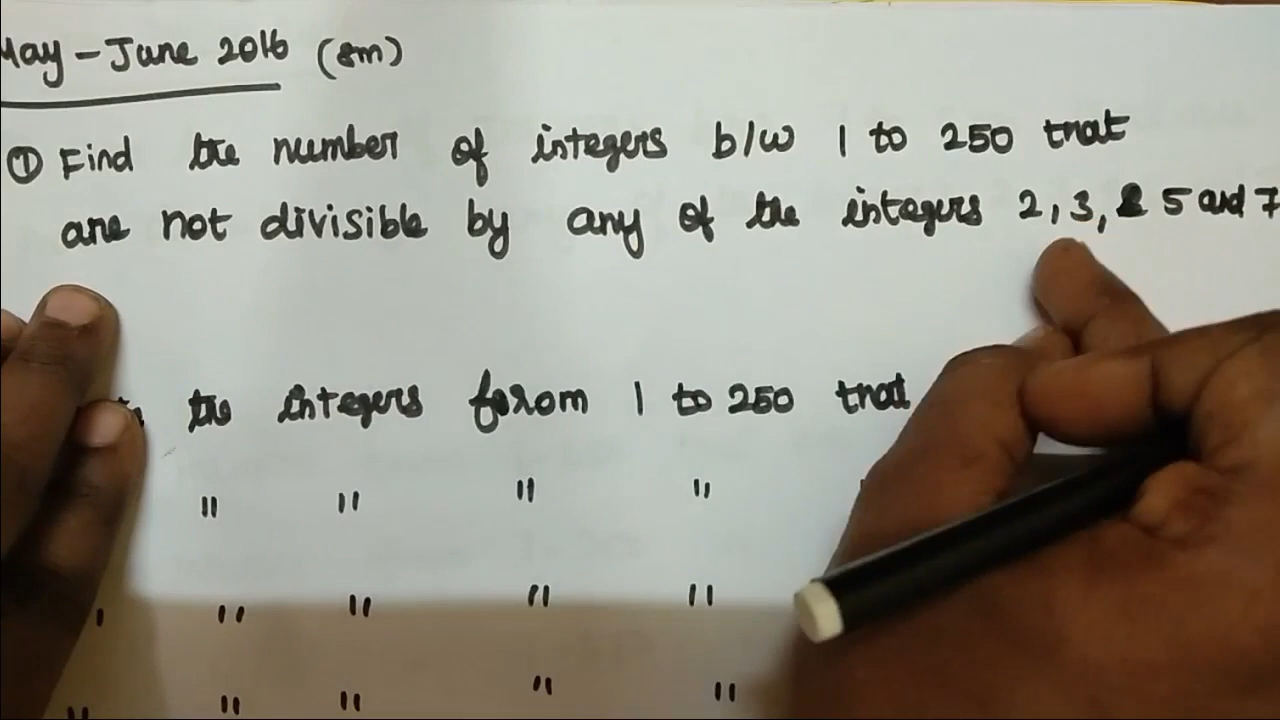 May - June 2016 (8m)
① Find the number of integers b/w 1 to 250 that
are not divisible by any of the integers 2, 3, 5 and 7
the integers from 1 to 250 that
" " " "
" " " "
" " " " "